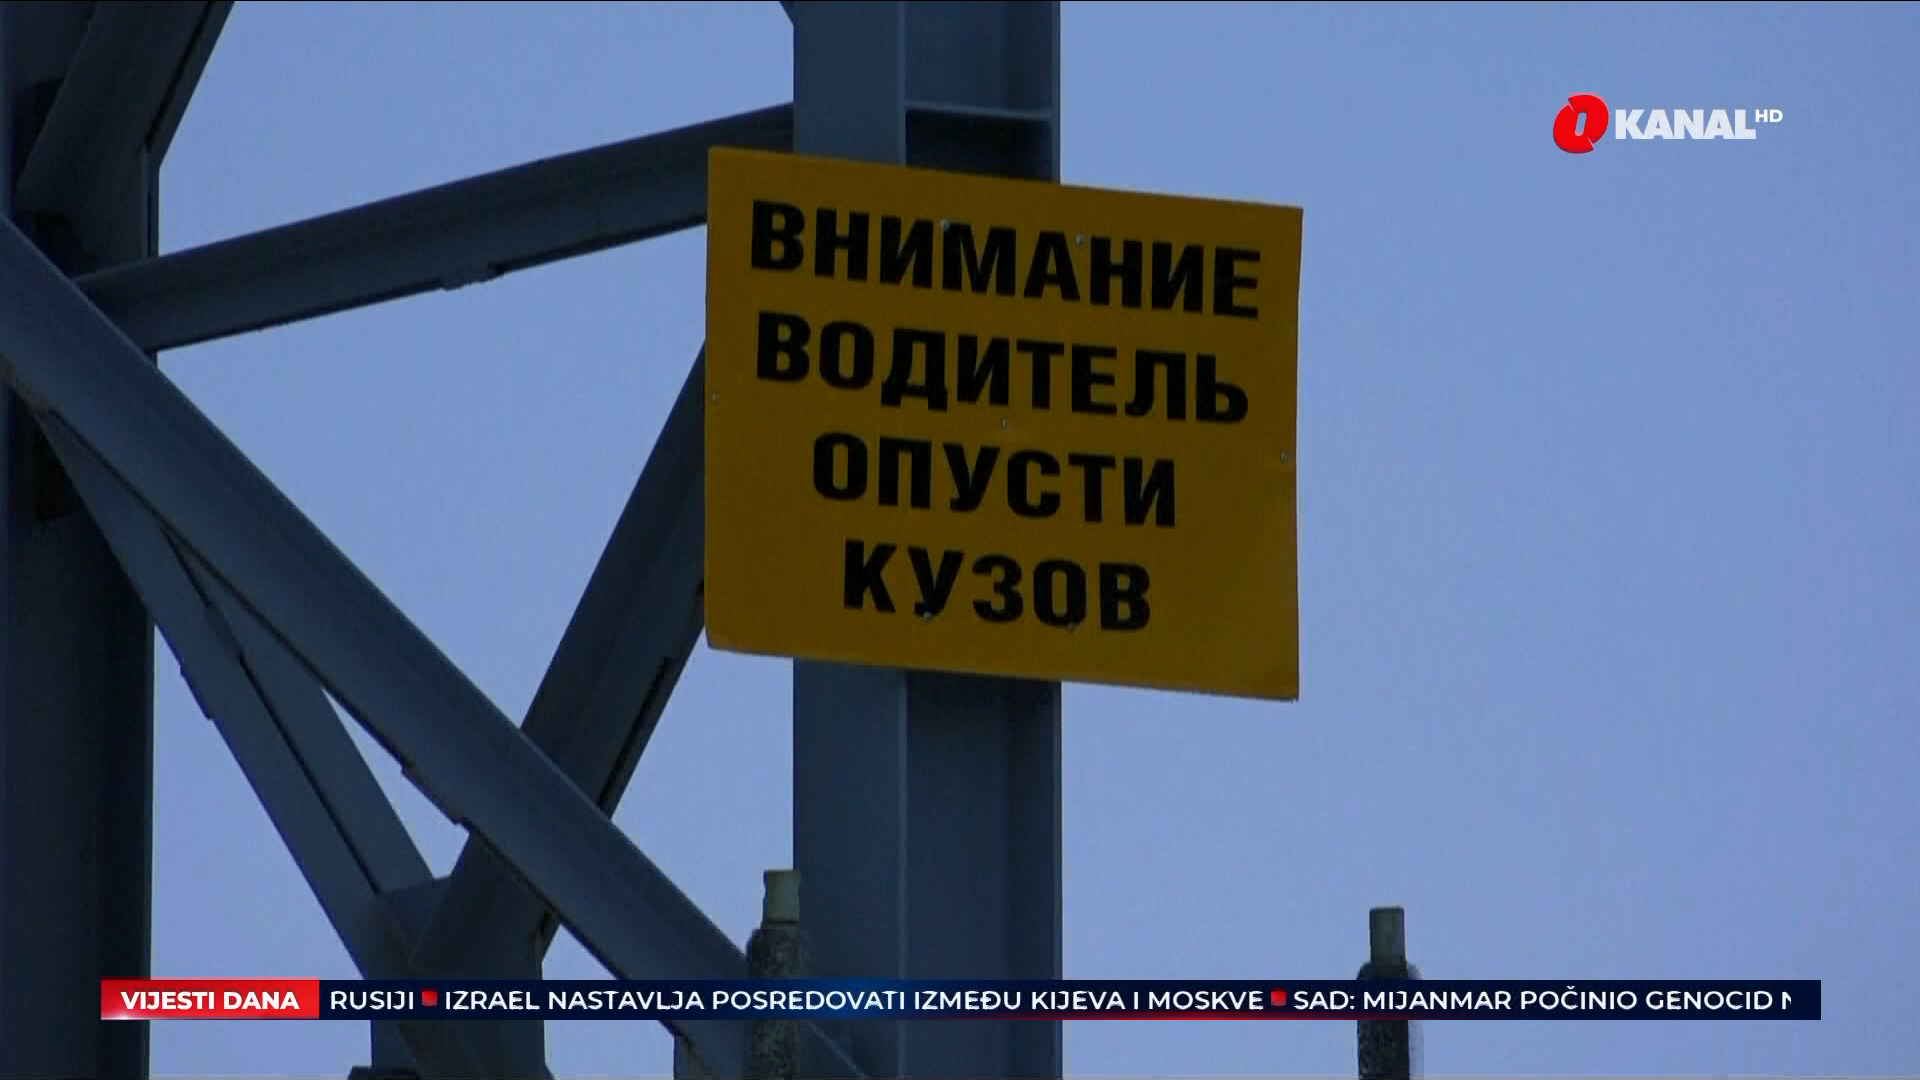 KANAL HD
ВНИМАНИЕ
ВОДИТЕЛЬ
ОПУСТИ
КУЗОВ
VIJESTI DANA RUSIJI IZRAEL NASTAVLJA POSREDOVATI IZMEĐU KIJEVA I MOSKVE SAD: MIJANMAR POČINIO GENOCID